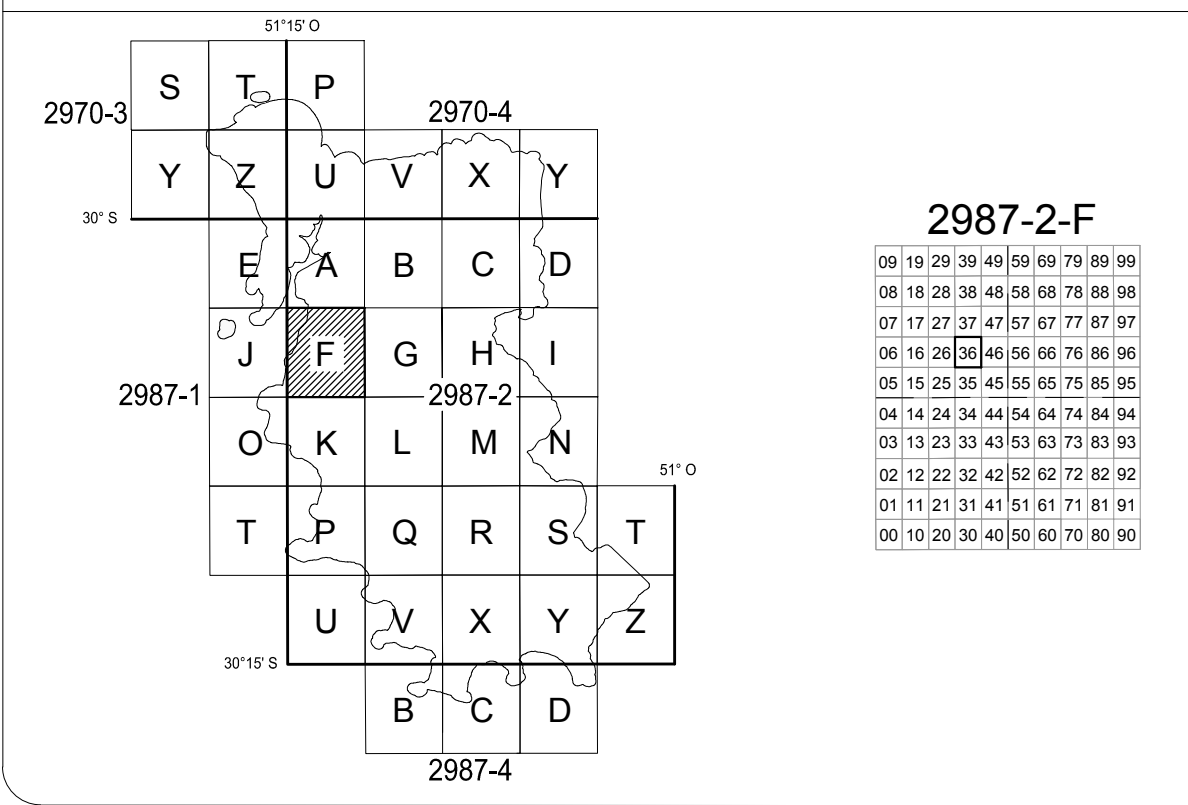 51°15' O
S T P
2970-3 2970-4
Y Z U V X Y
30° S
E A B C D
J F G H I
2987-1 2987-2
O K L M N
51° O
T P Q R S T
U V X Y Z
30°15' S
B C D
2987-4
2987-2-F
09 19 29 39 49 59 69 79 89 99
08 18 28 38 48 58 68 78 88 98
07 17 27 37 47 57 67 77 87 97
06 16 26 36 46 56 66 76 86 96
05 15 25 35 45 55 65 75 85 95
04 14 24 34 44 54 64 74 84 94
03 13 23 33 43 53 63 73 83 93
02 12 22 32 42 52 62 72 82 92
01 11 21 31 41 51 61 71 81 91
00 10 20 30 40 50 60 70 80 90